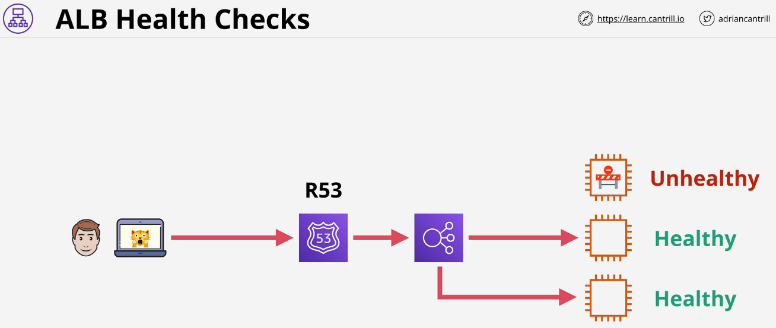 ALB Health Checks
https://learn.cantrill.io
adriancantrill
R53
53
Unhealthy
Healthy
Healthy